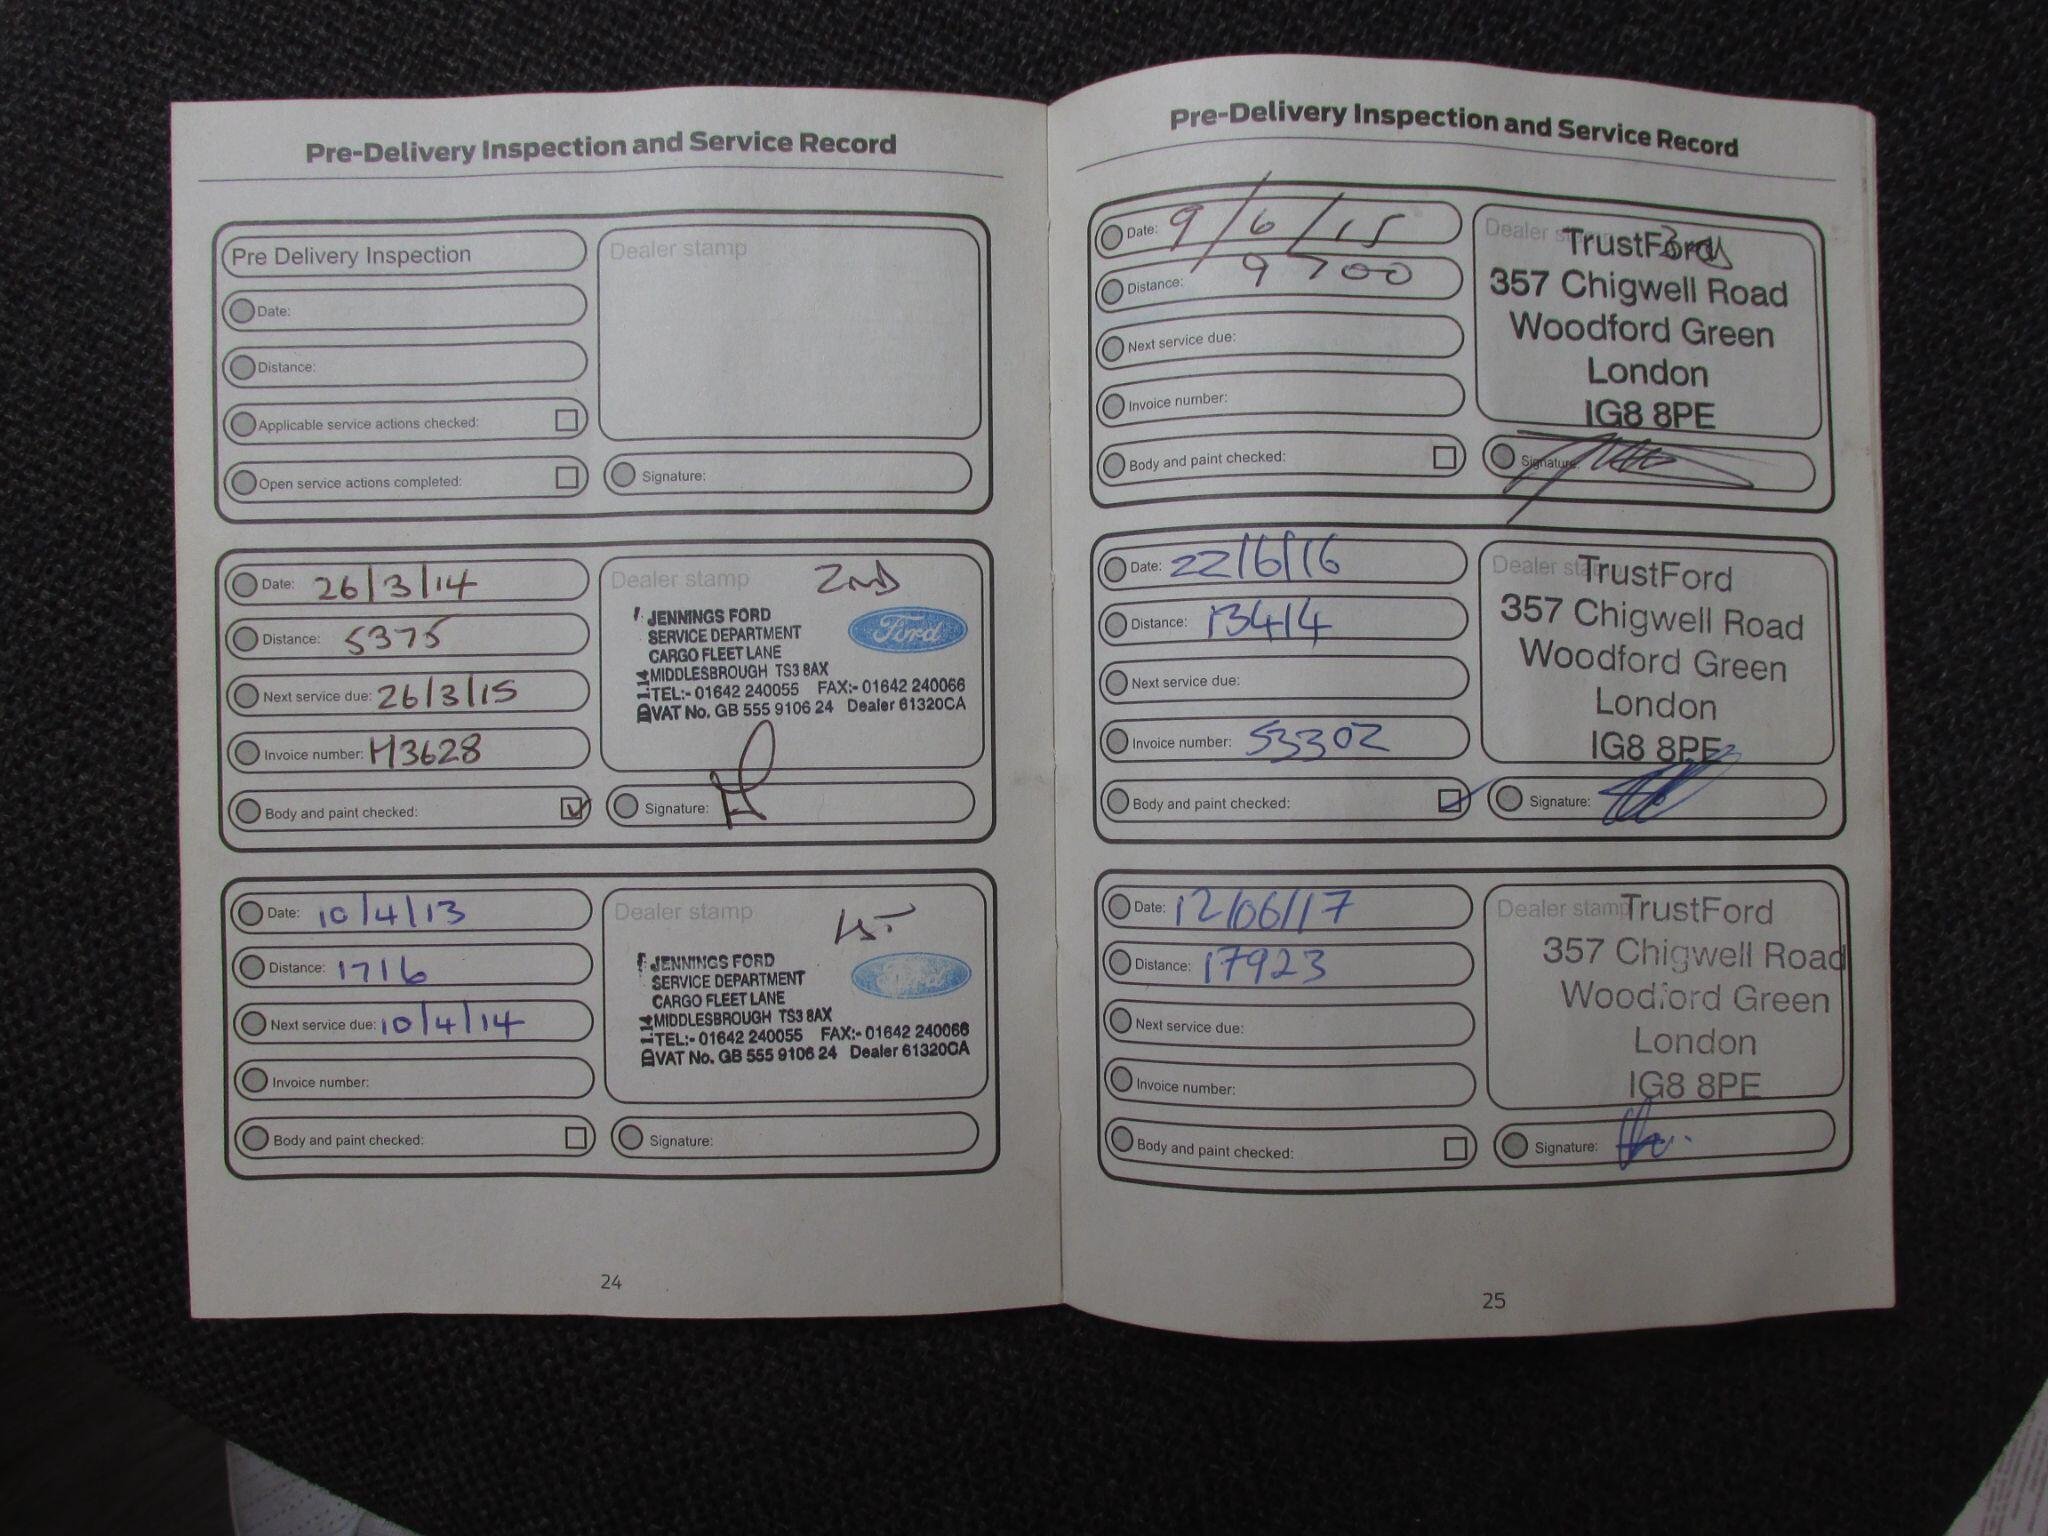 Pre-Delivery Inspection and Service Record
Pre Delivery Inspection
Date:
Distance:
Applicable service actions checked:
Open service actions completed:
Dealer stamp
Signature:
Date: 26/3/14
Distance: 5375
Next service due: 26/3/15
Invoice number: H3628
Body and paint checked:
Dealer stamp 2nd
JENNINGS FORD
SERVICE DEPARTMENT
CARGO FLEET LANE
MIDDLESBROUGH TS3 8AX
TEL:- 01642 240055 FAX:- 01642 240066
VAT No. GB 555 9106 24 Dealer 61320CA
Ford
Signature:
Date: 10/4/13
Distance: 1716
Next service due: 10/4/14
Invoice number:
Body and paint checked:
Dealer stamp 1st
JENNINGS FORD
SERVICE DEPARTMENT
CARGO FLEET LANE
MIDDLESBROUGH TS3 8AX
TEL:- 01642 240055 FAX:- 01642 240066
VAT No. GB 555 9106 24 Dealer 61320CA
Ford
Signature:
24
Pre-Delivery Inspection and Service Record
Date: 9/6/15
Distance: 9700
Next service due:
Invoice number:
Body and paint checked:
Dealer stamp 3rd
TrustFord
357 Chigwell Road
Woodford Green
London
IG8 8PE
Signature:
Date: 22/6/16
Distance: 13414
Next service due:
Invoice number: 53302
Body and paint checked:
Dealer stamp
TrustFord
357 Chigwell Road
Woodford Green
London
IG8 8PE
Signature:
Date: 12/06/17
Distance: 17923
Next service due:
Invoice number:
Body and paint checked:
Dealer stamp
TrustFord
357 Chigwell Road
Woodford Green
London
IG8 8PE
Signature:
25